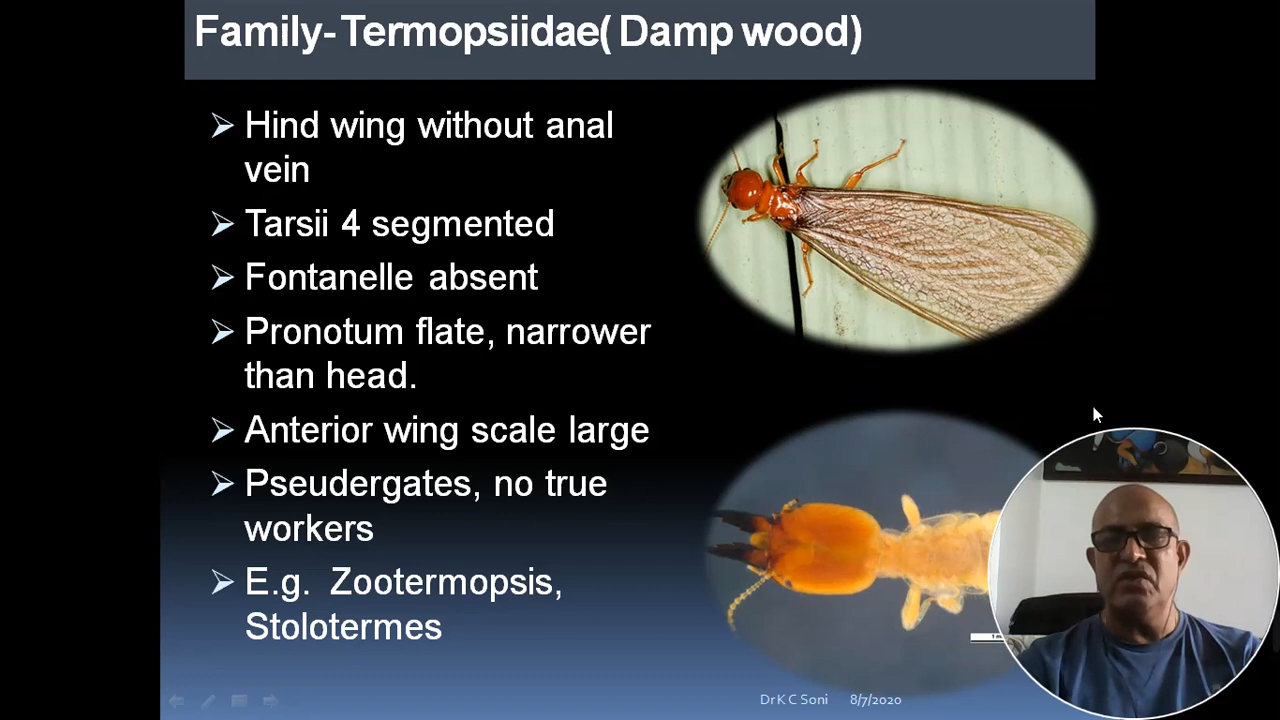 Family-Termopsiidae( Damp wood)
Hind wing without anal
vein
Tarsii 4 segmented
Fontanelle absent
Pronotum flate, narrower
than head.
Anterior wing scale large
Pseudergates, no true
workers
E.g. Zootermopsis,
Stolotermes
Dr K C Soni 8/7/2020